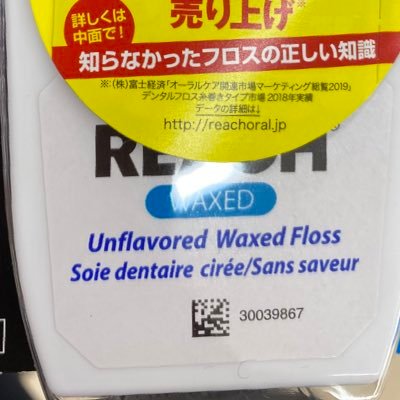 詳しくは
中面で!
売り上げ※
知らなかったフロスの正しい知識
※:(株)富士経済「オーラルケア関連市場マーケティング総覧2019」
デンタルフロス糸巻きタイプ市場 2018年実績
データの詳細は↓
http://reachoral.jp
REACH
WAXED
Unflavored Waxed Floss
Soie dentaire cirée/Sans saveur
30039867